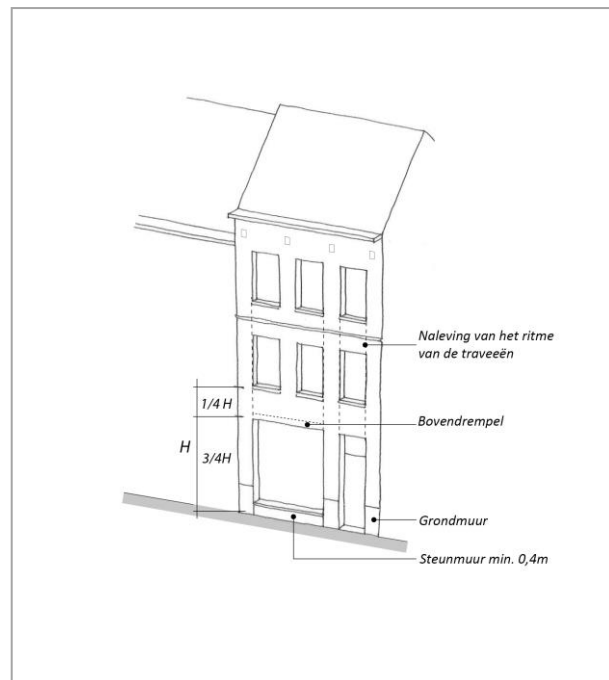 Naleving van het ritme
van de traveeën
1/4 H
Bovendrempel
H
3/4H
Grondmuur
Steunmuur min. 0,4m